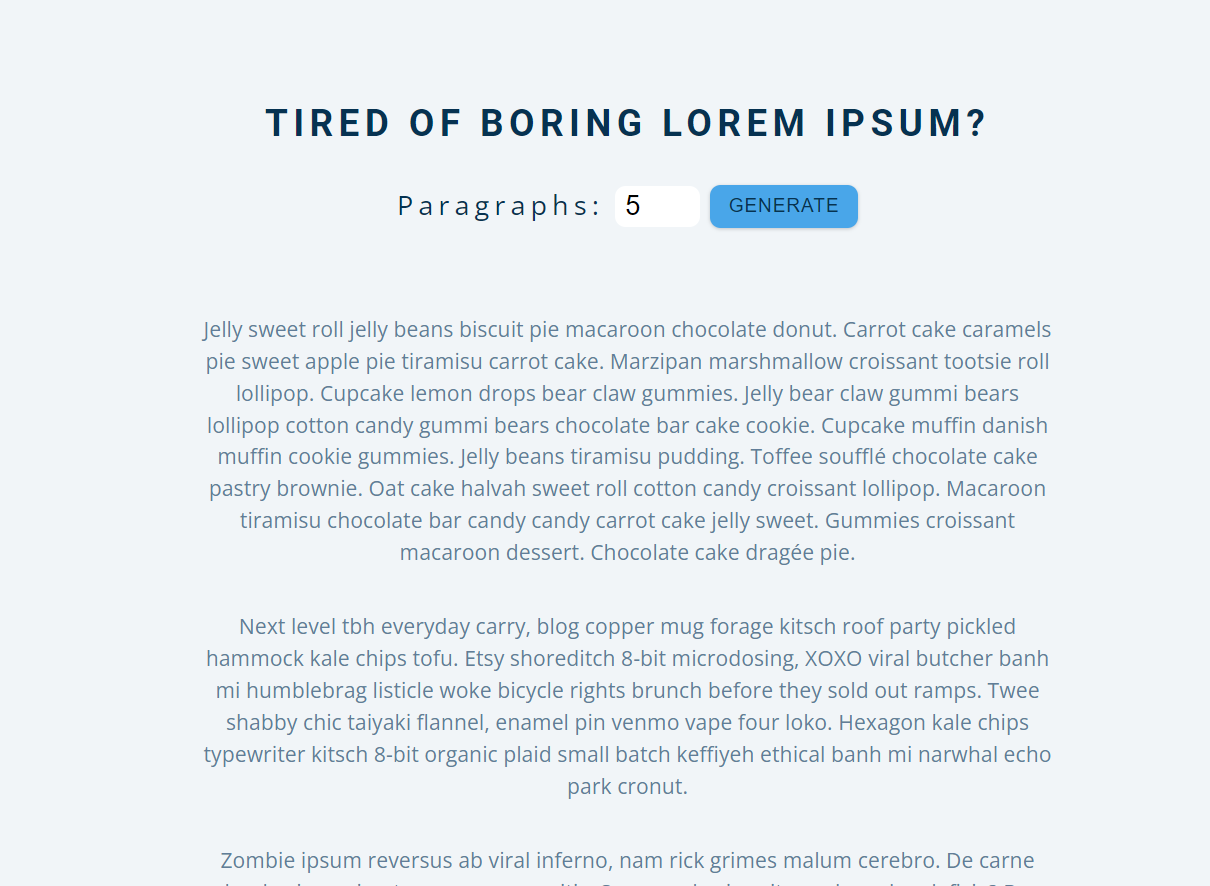 TIRED OF BORING LOREM IPSUM?
Paragraphs: 5 GENERATE
Jelly sweet roll jelly beans biscuit pie macaroon chocolate donut. Carrot cake caramels
pie sweet apple pie tiramisu carrot cake. Marzipan marshmallow croissant tootsie roll
lollipop. Cupcake lemon drops bear claw gummies. Jelly bear claw gummi bears
lollipop cotton candy gummi bears chocolate bar cake cookie. Cupcake muffin danish
muffin cookie gummies. Jelly beans tiramisu pudding. Toffee soufflé chocolate cake
pastry brownie. Oat cake halvah sweet roll cotton candy croissant lollipop. Macaroon
tiramisu chocolate bar candy candy carrot cake jelly sweet. Gummies croissant
macaroon dessert. Chocolate cake dragée pie.
Next level tbh everyday carry, blog copper mug forage kitsch roof party pickled
hammock kale chips tofu. Etsy shoreditch 8-bit microdosing, XOXO viral butcher banh
mi humblebrag listicle woke bicycle rights brunch before they sold out ramps. Twee
shabby chic taiyaki flannel, enamel pin venmo vape four loko. Hexagon kale chips
typewriter kitsch 8-bit organic plaid small batch keffiyeh ethical banh mi narwhal echo
park cronut.
Zombie ipsum reversus ab viral inferno, nam rick grimes malum cerebro. De carne